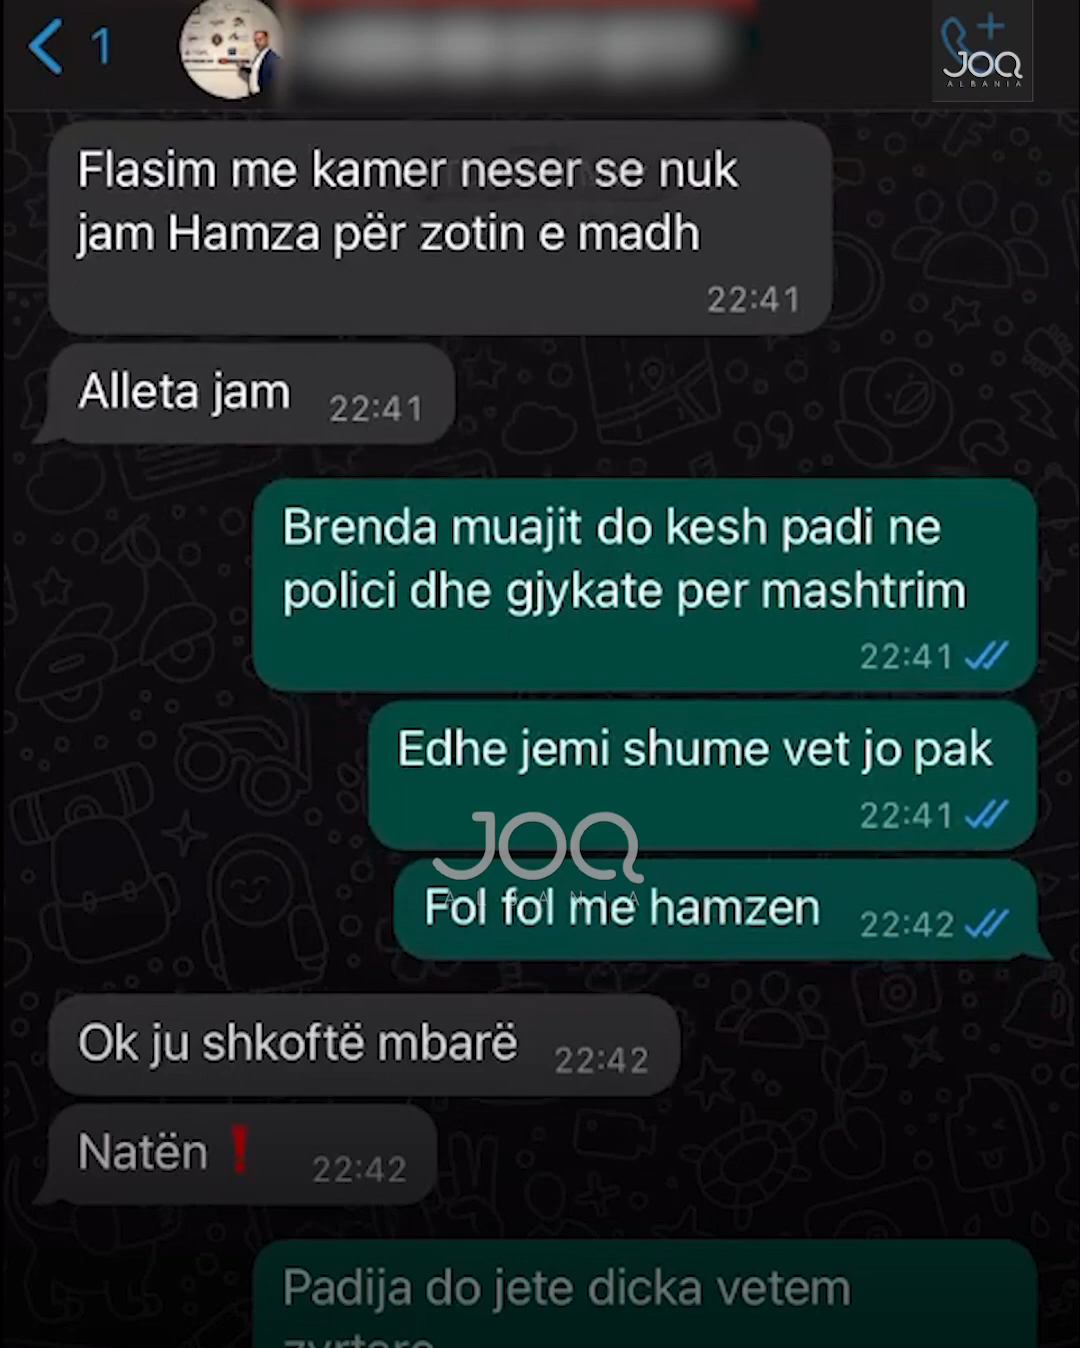 1
JOQ
ALBANIA
Flasim me kamer neser se nuk
jam Hamza për zotin e madh
22:41
Alleta jam 22:41
Brenda muajit do kesh padi ne
polici dhe gjykate per mashtrim
22:41
Edhe jemi shume vet jo pak
22:41
JOQ
ALBANIA
Fol fol me hamzen 22:42
Ok ju shkoftë mbarë 22:42
Natën❗ 22:42
Padija do jete dicka vetem